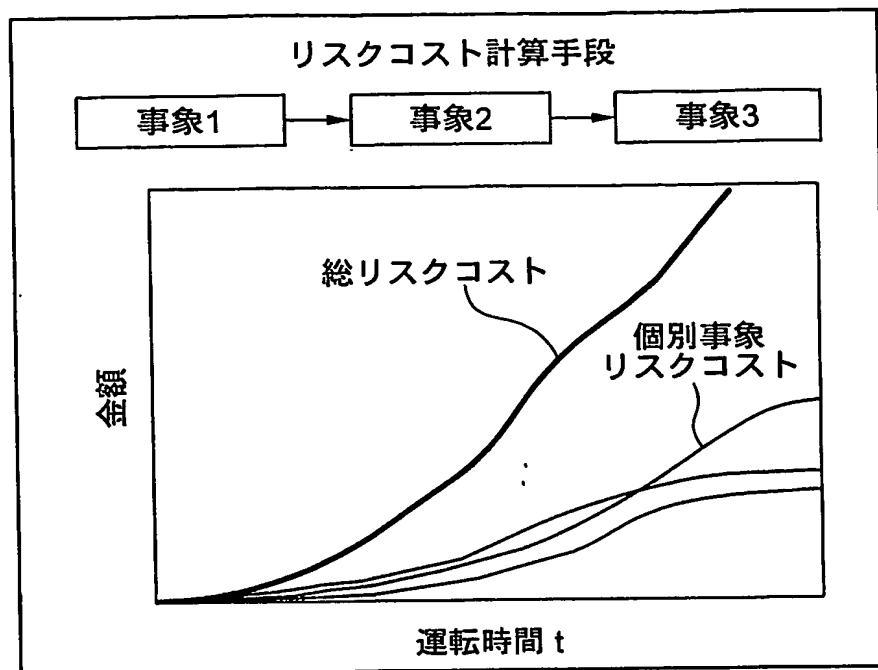 リスクコスト計算手段
事象1
事象2
事象3
総リスクコスト
個別事象
リスクコスト
金額
運転時間 t